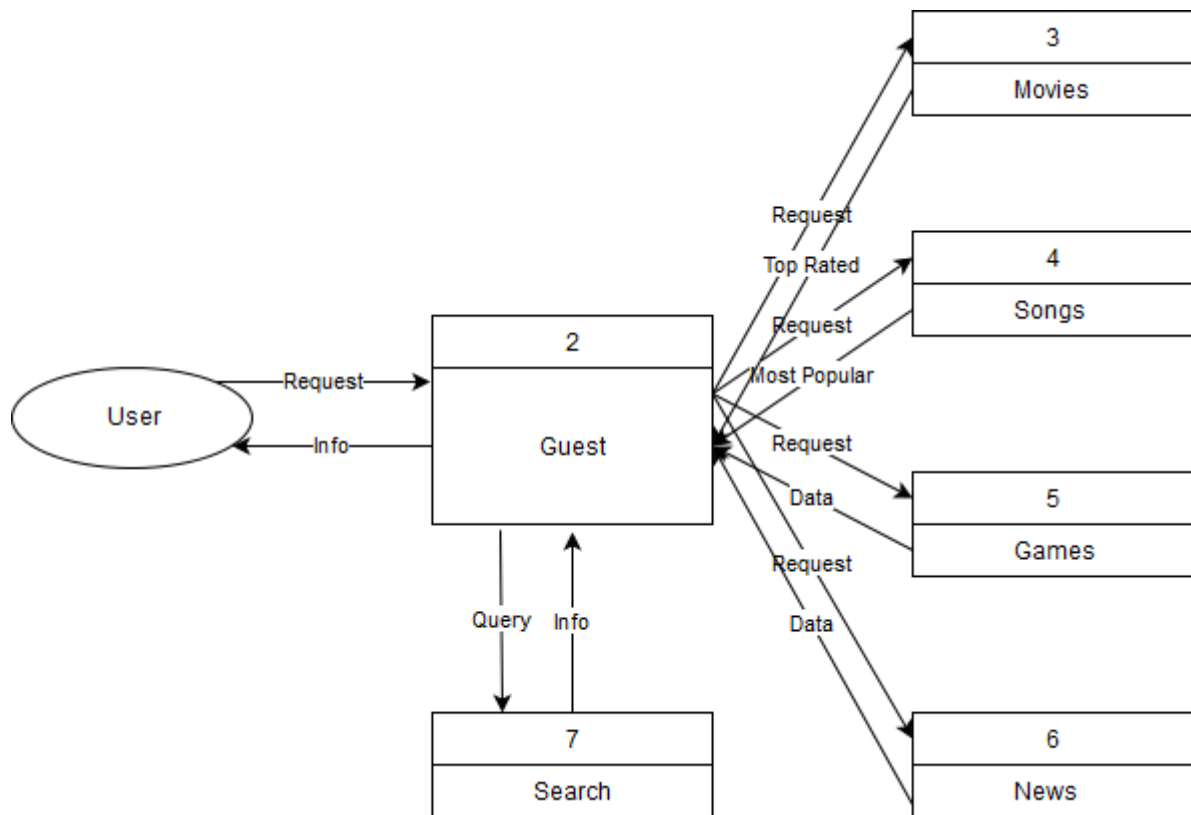 3
Movies
Request
Top Rated
4
Songs
Request
Most Popular
2
Guest
Request
User
Info
Request
Data
5
Games
Request
Data
Query
Info
7
Search
6
News